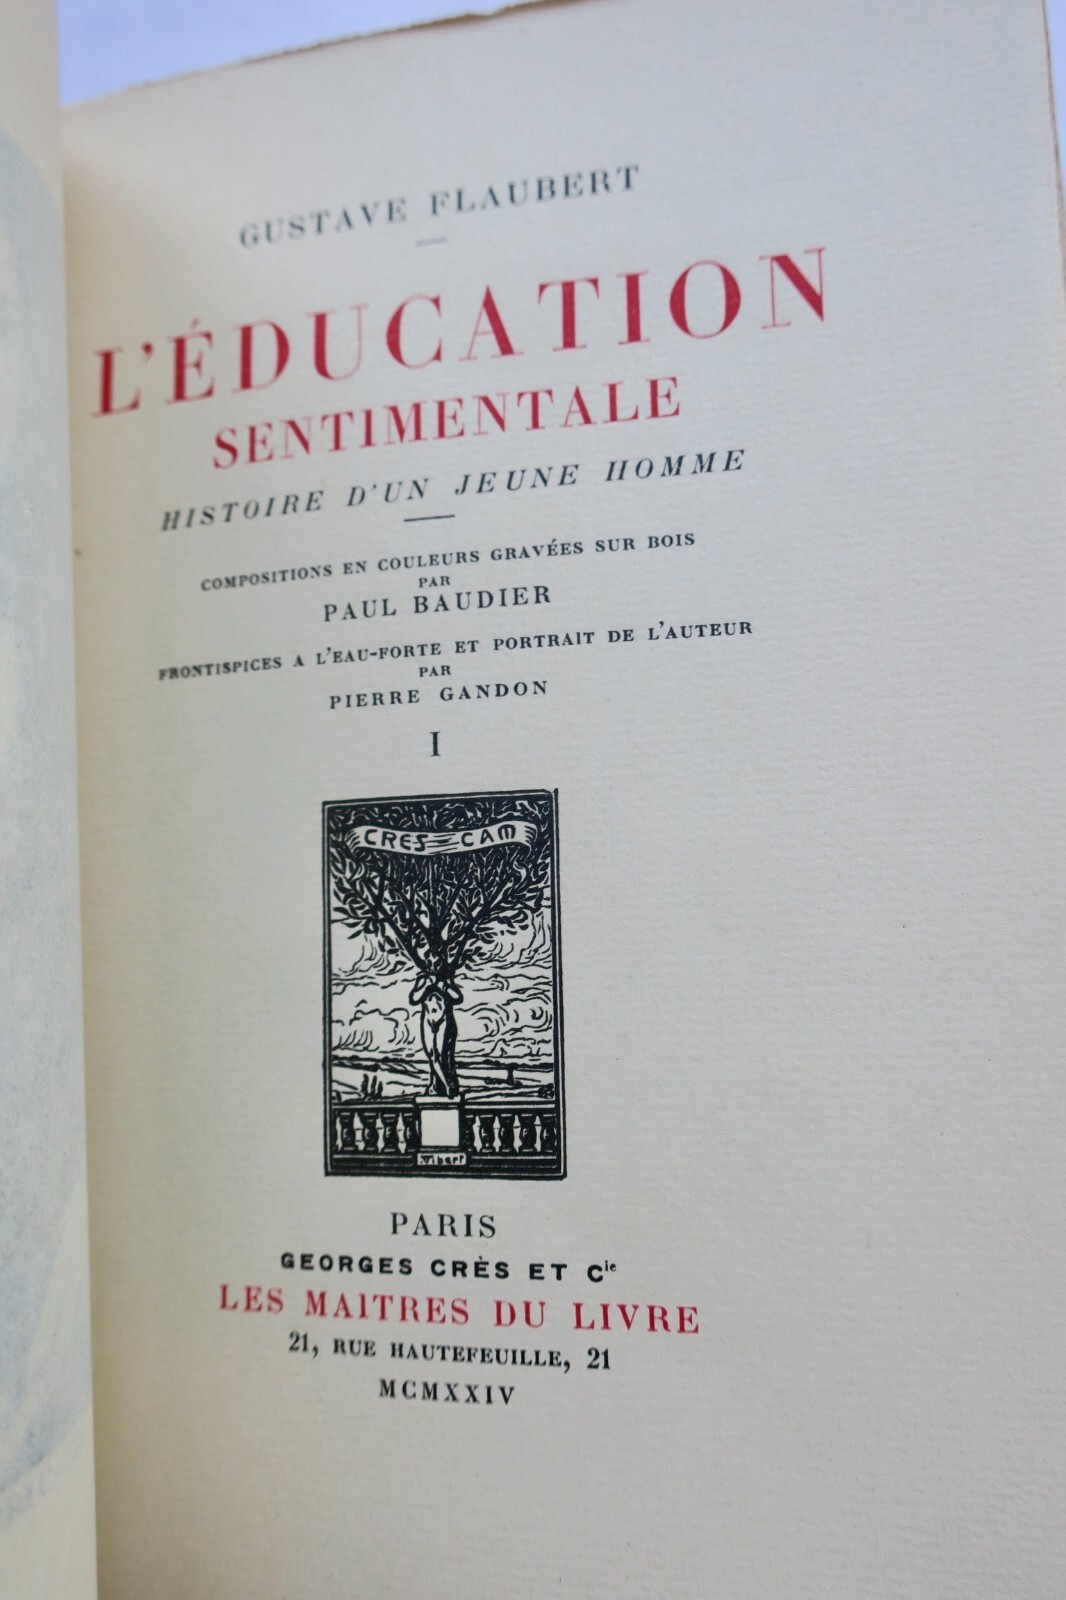 GUSTAVE FLAUBERT
L'ÉDUCATION
SENTIMENTALE
HISTOIRE D'UN JEUNE HOMME
COMPOSITIONS EN COULEURS GRAVÉES SUR BOIS
PAR
PAUL BAUDIER
FRONTISPICES A L'EAU-FORTE ET PORTRAIT DE L'AUTEUR
PAR
PIERRE GANDON
I
CRES CAM
PARIS
GEORGES CRÈS ET Cie
LES MAITRES DU LIVRE
21, RUE HAUTEFEUILLE, 21
MCMXXIV